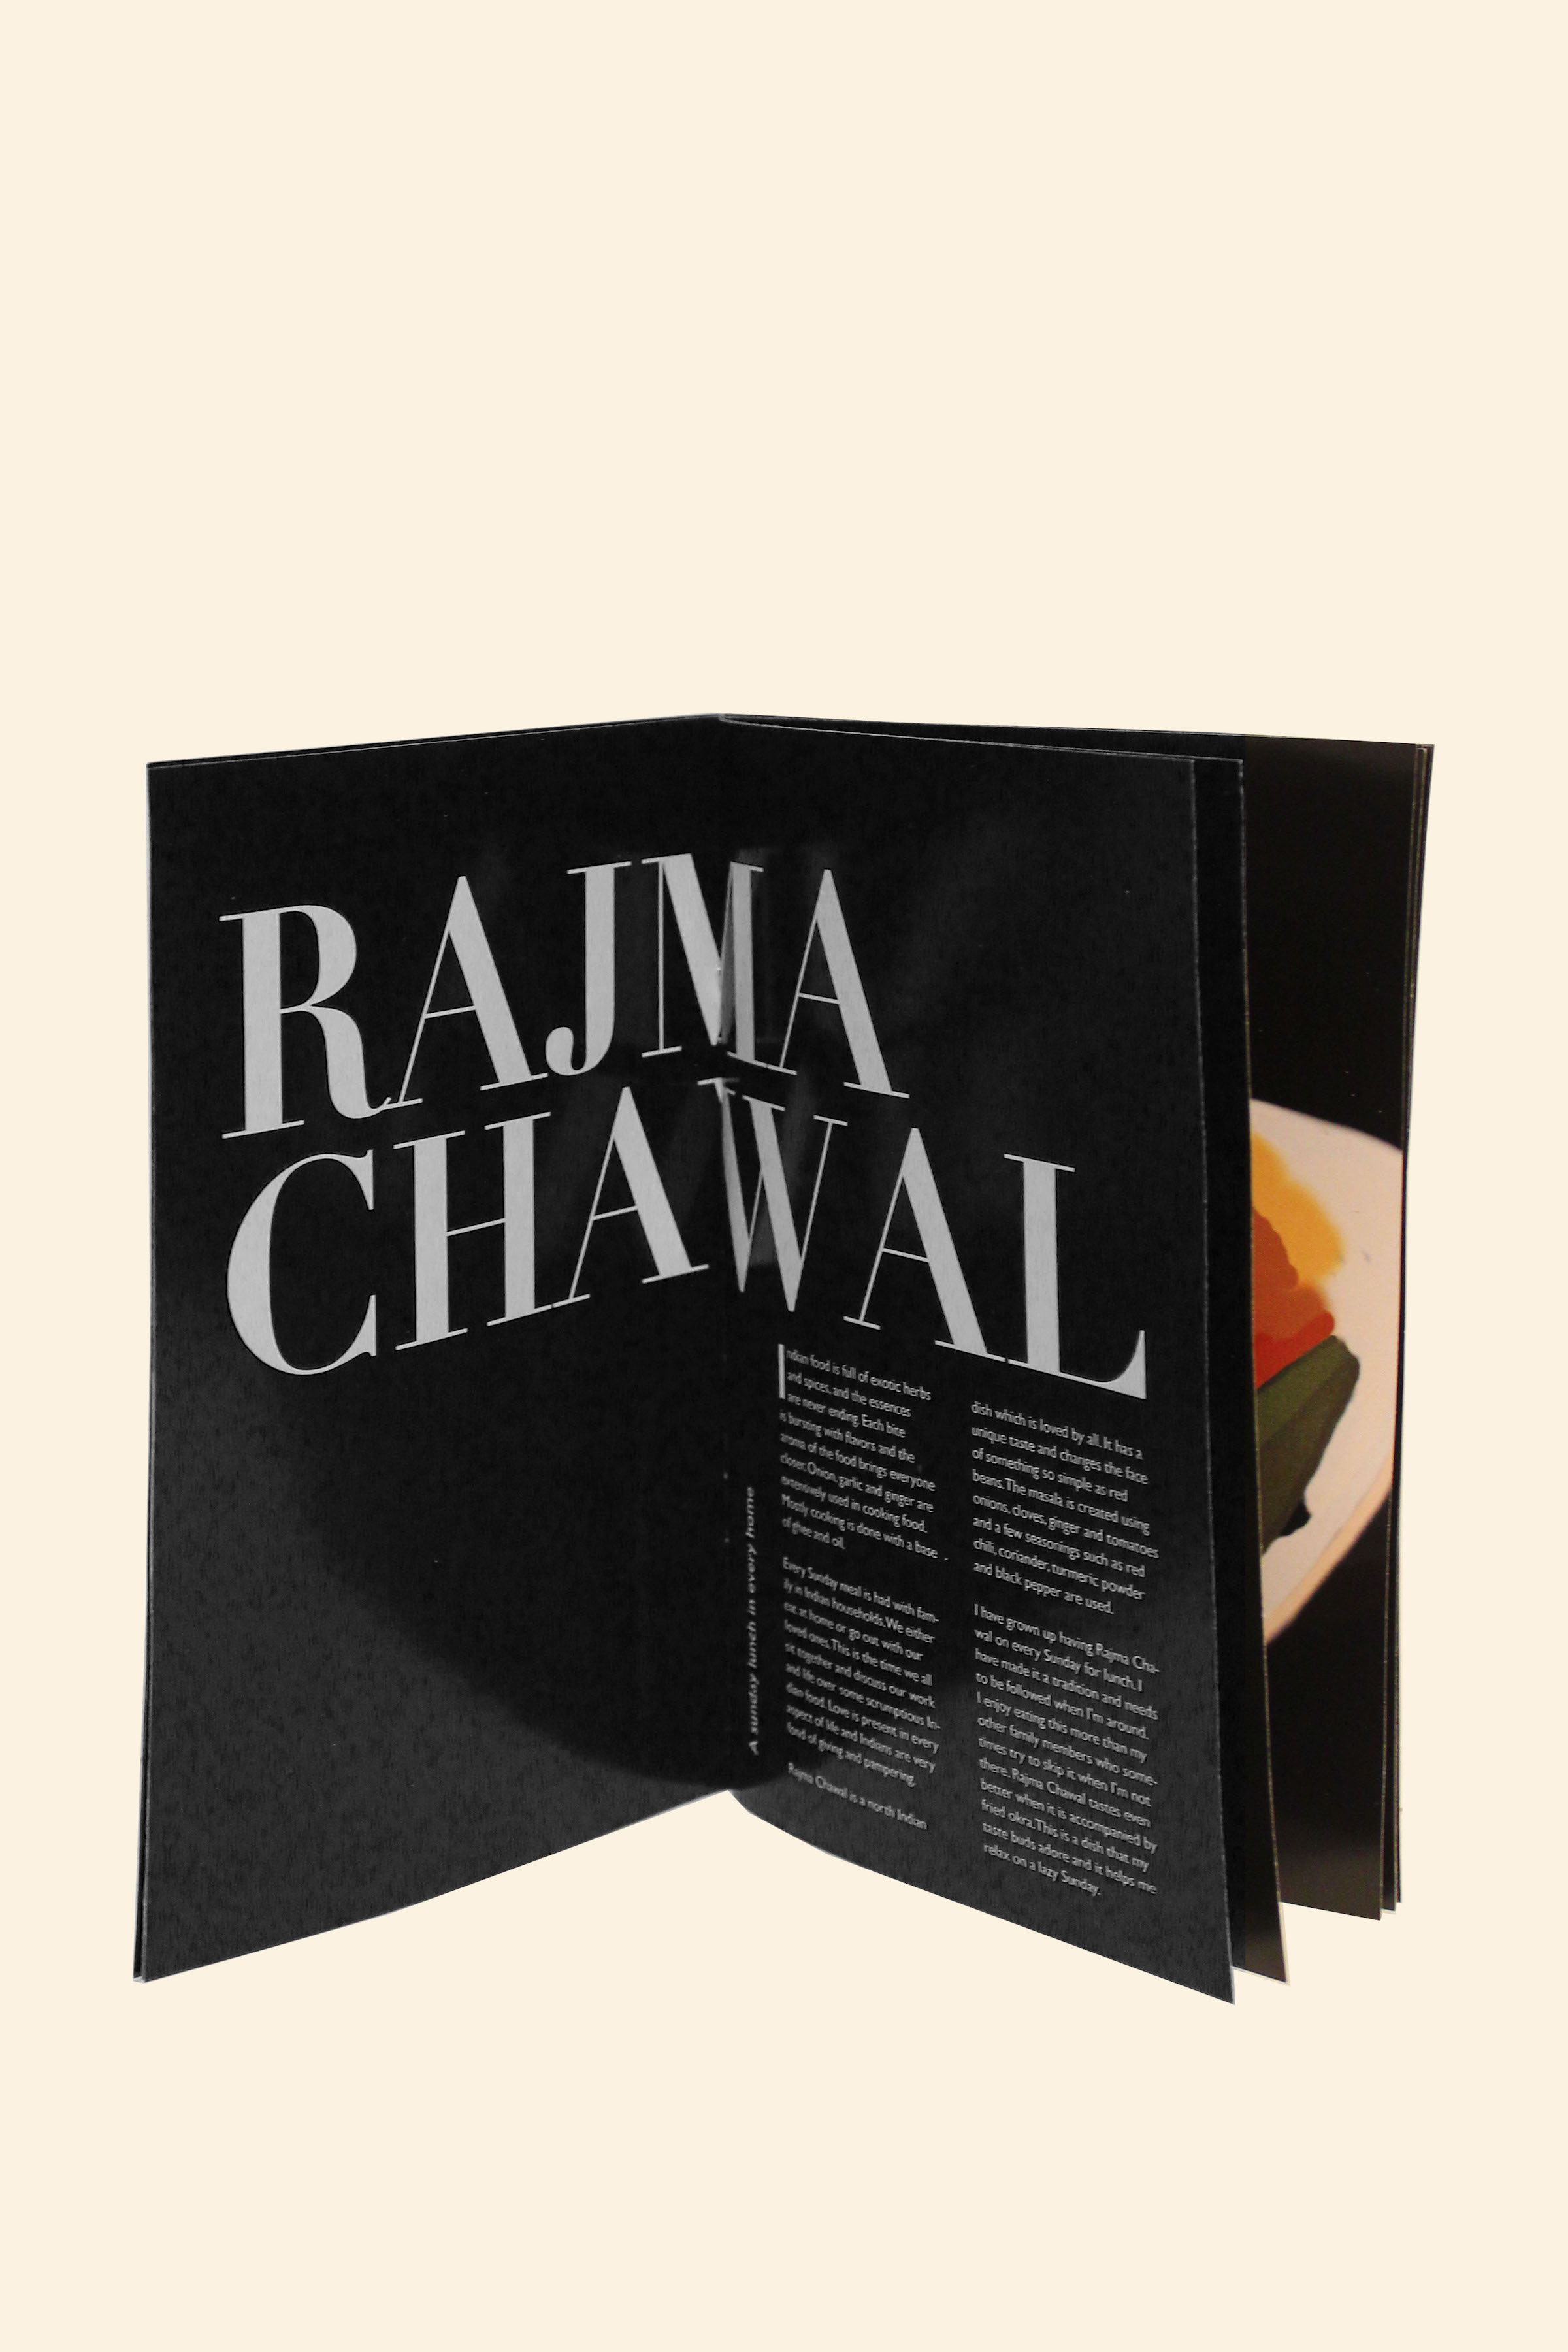 RAJMA
CHAWAL
A sunday lunch in every home
Indian food is full of exotic herbs
and spices, and the essences
are never ending. Each bite
is bursting with flavors and the
aroma of the food brings everyone
closer. Onion, garlic and ginger are
extensively used in cooking food.
Mostly cooking is done with a base
of ghee and oil.
Every Sunday meal is had with fam-
ily in Indian households. We either
eat at home or go out with our
loved ones. This is the time we all
sit together and discuss our work
and life over some scrumptious In-
dian food. Love is present in every
aspect of life and Indians are very
fond of giving and pampering.
Rajma Chawal is a north Indian
dish which is loved by all. It has a
unique taste and changes the face
of something so simple as red
beans. The masala is created using
onions, cloves, ginger and tomatoes
and a few seasonings such as red
chili, coriander, turmeric powder
and black pepper are used.
I have grown up having Rajma Cha-
wal on every Sunday for lunch. I
have made it a tradition and needs
to be followed when I'm around.
I enjoy eating this more than my
other family members who some-
times try to skip it when I'm not
there. Rajma Chawal tastes even
better when it is accompanied by
fried okra. This is a dish that my
taste buds adore and it helps me
relax on a lazy Sunday.